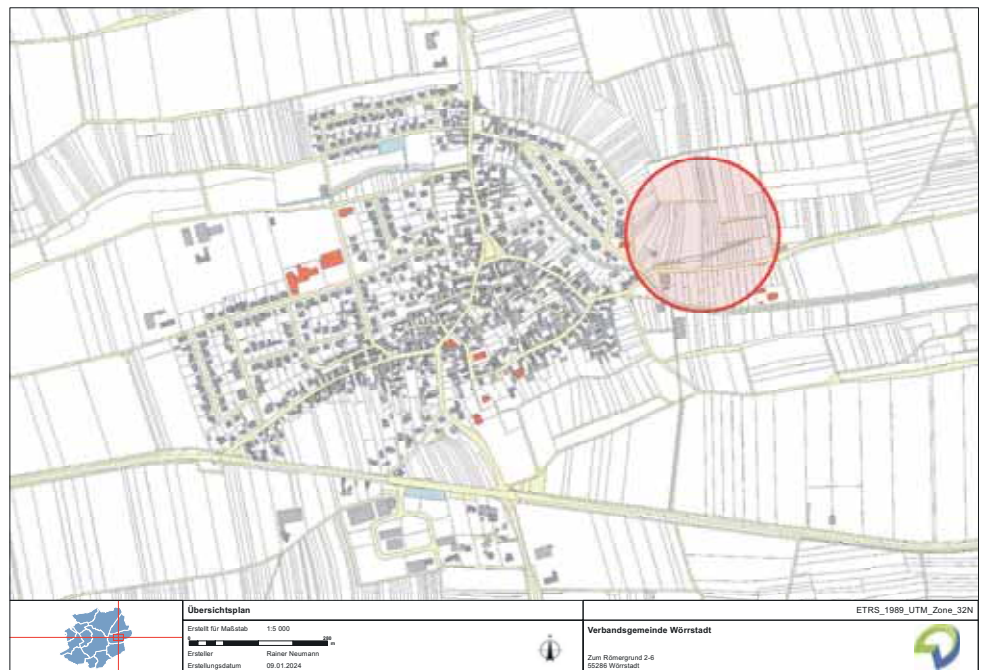 Übersichtsplan
ETRS_1989_UTM_Zone_32N
Erstellt für Maßstab 1:5 000
0 200
m
Ersteller Rainer Neumann
Erstellungsdatum 09.01.2024
Verbandsgemeinde Wörrstadt
Zum Römergrund 2-6
55286 Wörrstadt